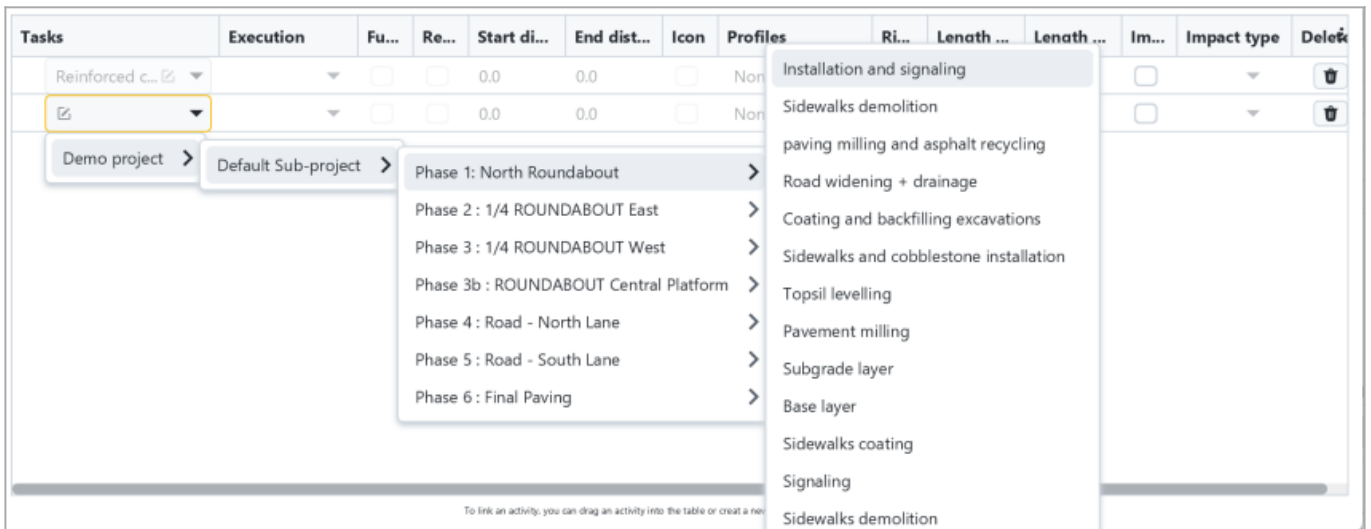 Tasks Execution Fu... Re... Start di... End dist... Icon Profiles Ri... Length ... Length ... Im... Impact type Delete
Reinforced c... 0.0 0.0 Non
0.0 0.0 Non
Demo project
Default Sub-project
Phase 1: North Roundabout
Phase 2 : 1/4 ROUNDABOUT East
Phase 3 : 1/4 ROUNDABOUT West
Phase 3b : ROUNDABOUT Central Platform
Phase 4 : Road - North Lane
Phase 5 : Road - South Lane
Phase 6 : Final Paving
Installation and signaling
Sidewalks demolition
paving milling and asphalt recycling
Road widening + drainage
Coating and backfilling excavations
Sidewalks and cobblestone installation
Topsil levelling
Pavement milling
Subgrade layer
Base layer
Sidewalks coating
Signaling
Sidewalks demolition
To link an activity, you can drag an activity into the table or creat a new